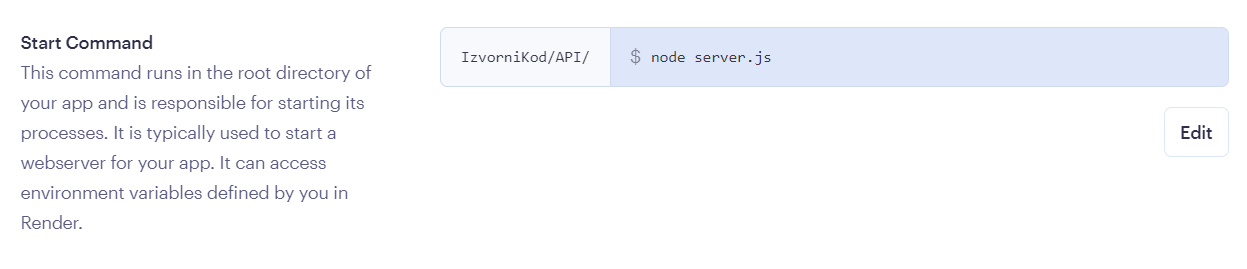 Start Command
This command runs in the root directory of
your app and is responsible for starting its
processes. It is typically used to start a
webserver for your app. It can access
environment variables defined by you in
Render.
IzvorniKod/API/ $ node server.js
Edit